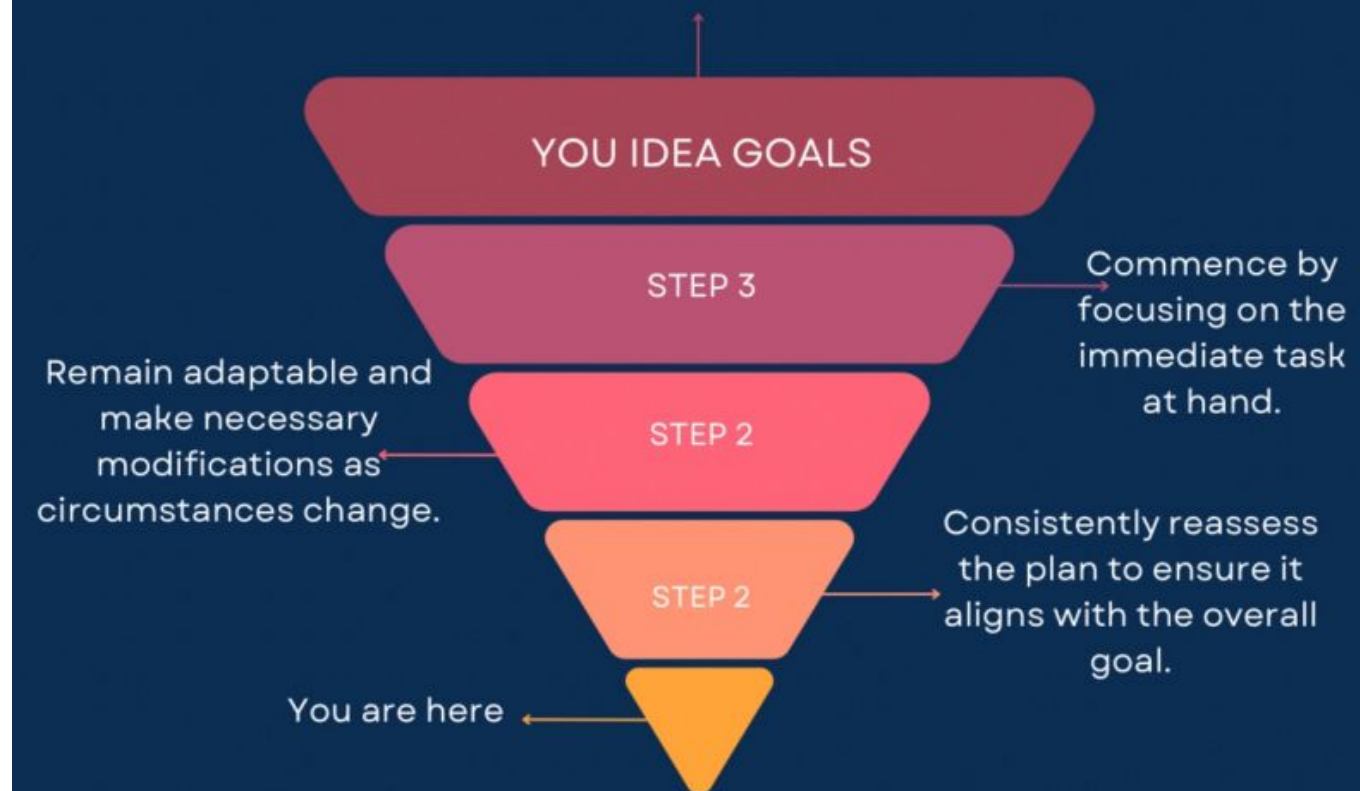 YOU IDEA GOALS
STEP 3
Commence by
focusing on the
immediate task
at hand.
Remain adaptable and
make necessary
modifications as
circumstances change.
STEP 2
STEP 2
Consistently reassess
the plan to ensure it
aligns with the overall
goal.
You are here